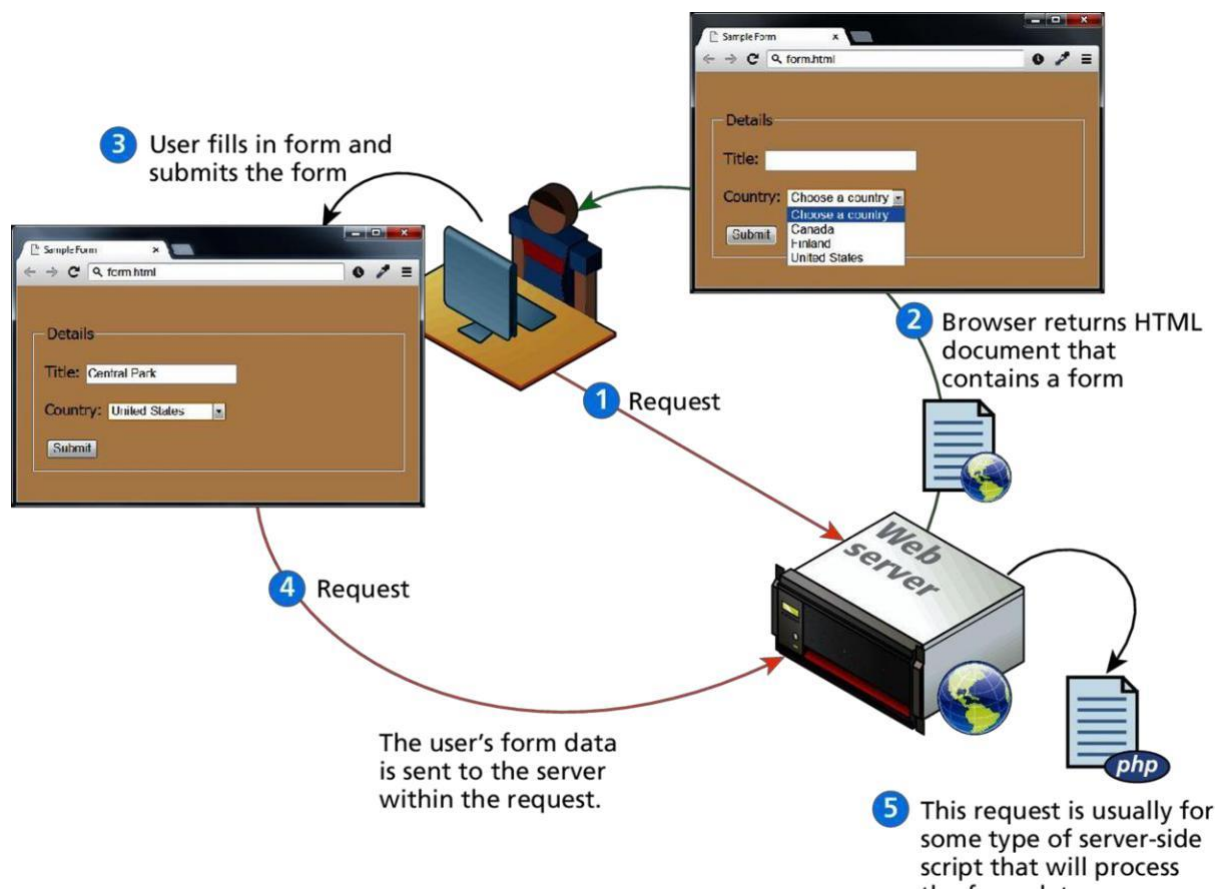 Sample Form
form.html
Details
Title:
Country: Choose a country
Choose a country
Canada
Finland
United States
Submit
3 User fills in form and
submits the form
Sample Form
form.html
Details
Title: Central Park
Country: United States
Submit
2 Browser returns HTML
document that
contains a form
1 Request
Web
server
4 Request
The user's form data
is sent to the server
within the request.
php
5 This request is usually for
some type of server-side
script that will process